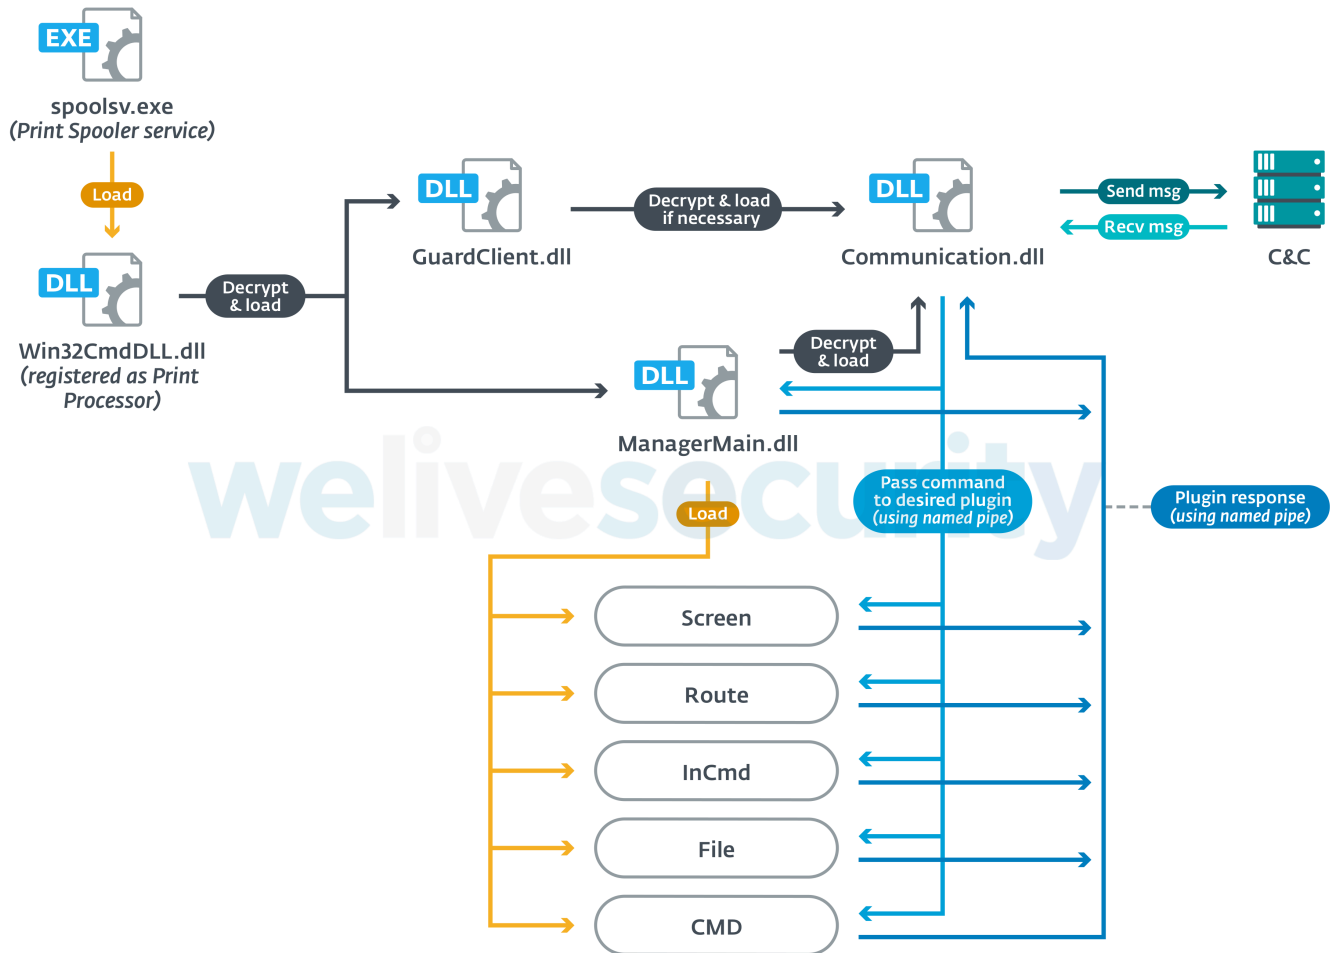 EXE
spoolsv.exe
(Print Spooler service)
Load
DLL
Win32CmdDLL.dll
(registered as Print
Processor)
Decrypt
& load
DLL
GuardClient.dll
Decrypt & load
if necessary
DLL
Communication.dll
Send msg
Recv msg
C&C
Decrypt
& load
DLL
ManagerMain.dll
welivesecurity
Load
Pass command
to desired plugin
(using named pipe)
Plugin response
(using named pipe)
Screen
Route
InCmd
File
CMD